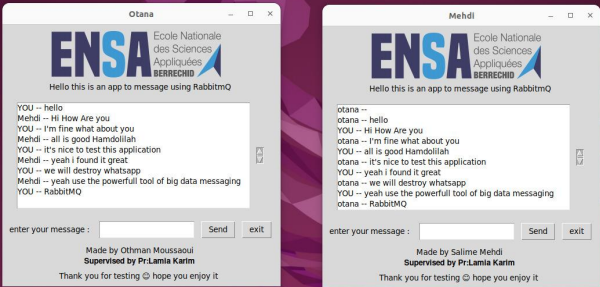 Otana
ENSA
Ecole Nationale
des Sciences
Appliquées
BERRECHID
Hello this is an app to message using RabbitmQ
YOU -- hello
Mehdi -- Hi How Are you
YOU -- I'm fine what about you
Mehdi -- all is good Hamdolilah
YOU -- it's nice to test this application
Mehdi -- yeah i found it great
YOU -- we will destroy whatsapp
Mehdi -- yeah use the powerfull tool of big data messaging
YOU -- RabbitMQ
enter your message :
Send
exit
Made by Othman Moussaoui
Supervised by Pr:Lamia Karim
Thank you for testing ☺ hope you enjoy it
Mehdi
ENSA
Ecole Nationale
des Sciences
Appliquées
BERRECHID
Hello this is an app to message using RabbitmQ
otana --
otana -- hello
YOU -- Hi How Are you
otana -- I'm fine what about you
YOU -- all is good Hamdolilah
otana -- it's nice to test this application
YOU -- yeah i found it great
otana -- we will destroy whatsapp
YOU -- yeah use the powerfull tool of big data messaging
otana -- RabbitMQ
enter your message :
Send
exit
Made by Salime Mehdi
Supervised by Pr:Lamia Karim
Thank you for testing ☺ hope you enjoy it